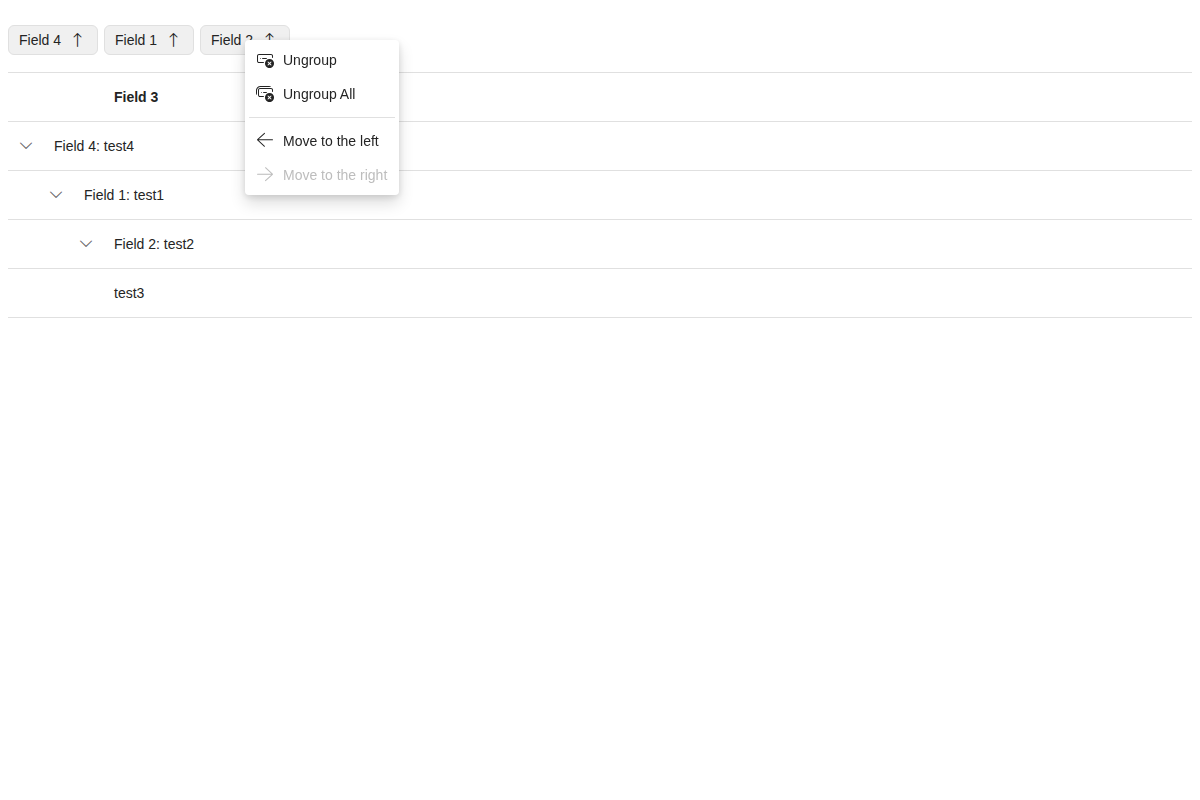 Field 4
Field 1
Field
Ungroup
Ungroup All
Move to the left
Move to the right
Field 3
Field 4: test4
Field 1: test1
Field 2: test2
test3